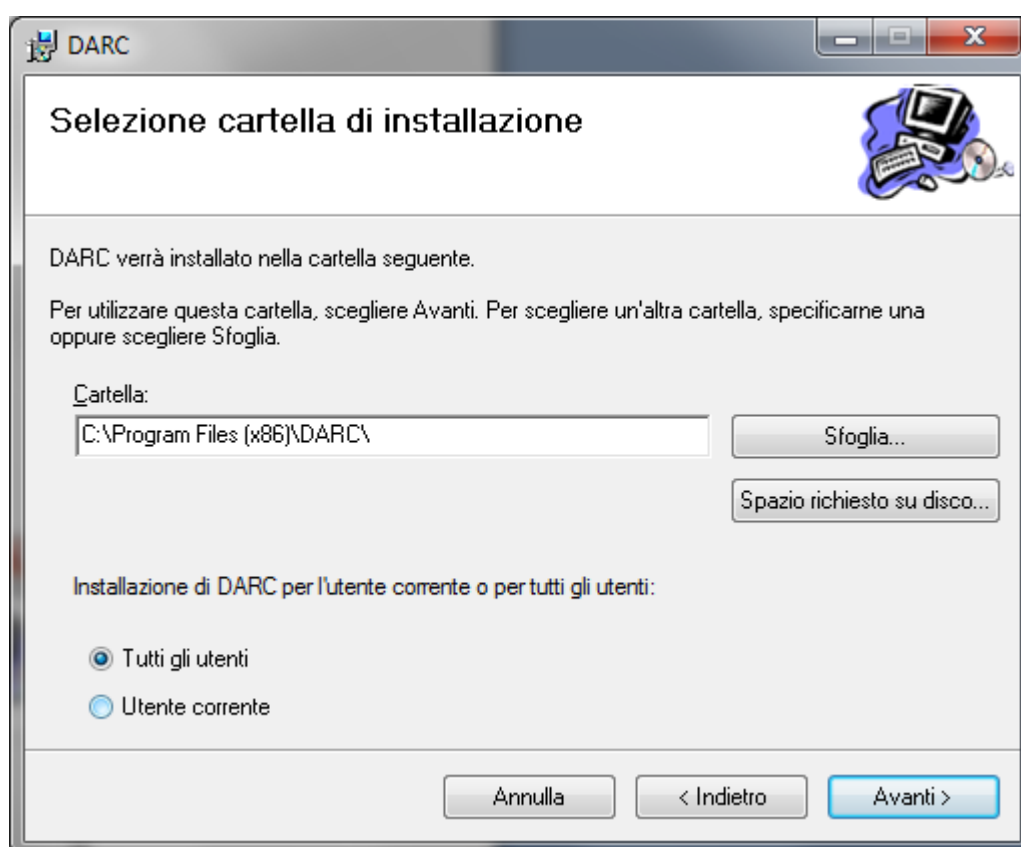 DARC
Selezione cartella di installazione
DARC verrà installato nella cartella seguente.
Per utilizzare questa cartella, scegliere Avanti. Per scegliere un'altra cartella, specificarne una
oppure scegliere Sfoglia.
Cartella:
C:\Program Files (x86)\DARC\
Sfoglia...
Spazio richiesto su disco...
Installazione di DARC per l'utente corrente o per tutti gli utenti:
Tutti gli utenti
Utente corrente
Annulla
< Indietro
Avanti >